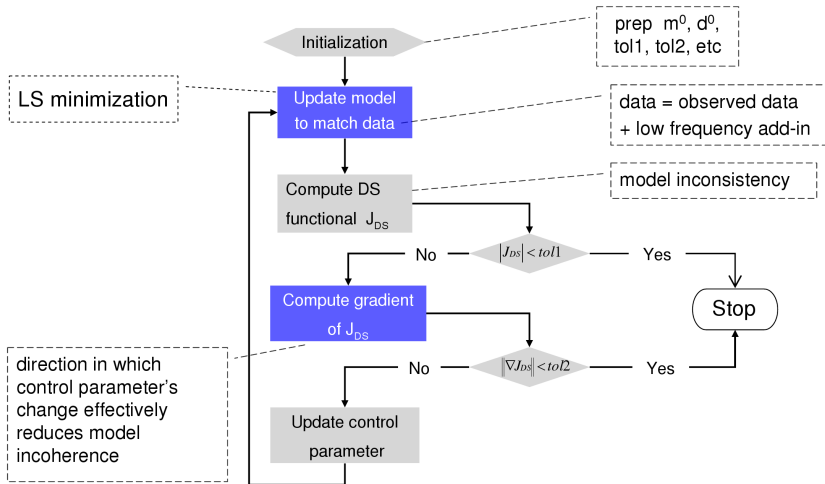 Initialization
prep m⁰, d⁰,
tol1, tol2, etc
LS minimization
Update model
to match data
data = observed data
+ low frequency add-in
Compute DS
functional J_DS
model inconsistency
|J_DS| < tol1
No
Yes
Compute gradient
of J_DS
Stop
‖∇J_DS‖ < tol2
No
Yes
direction in which
control parameter's
change effectively
reduces model
incoherence
Update control
parameter